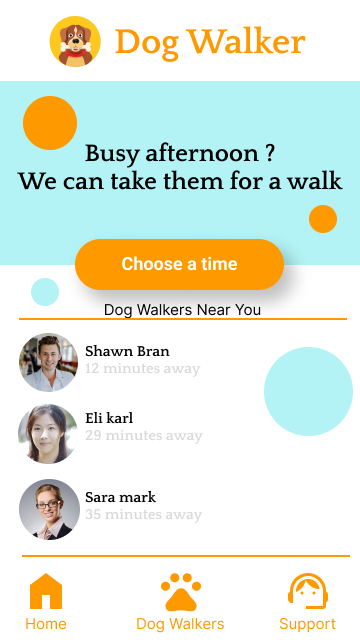 Dog Walker
Busy afternoon ?
We can take them for a walk
Choose a time
Dog Walkers Near You
Shawn Bran
12 minutes away
Eli karl
29 minutes away
Sara mark
35 minutes away
Home
Dog Walkers
Support